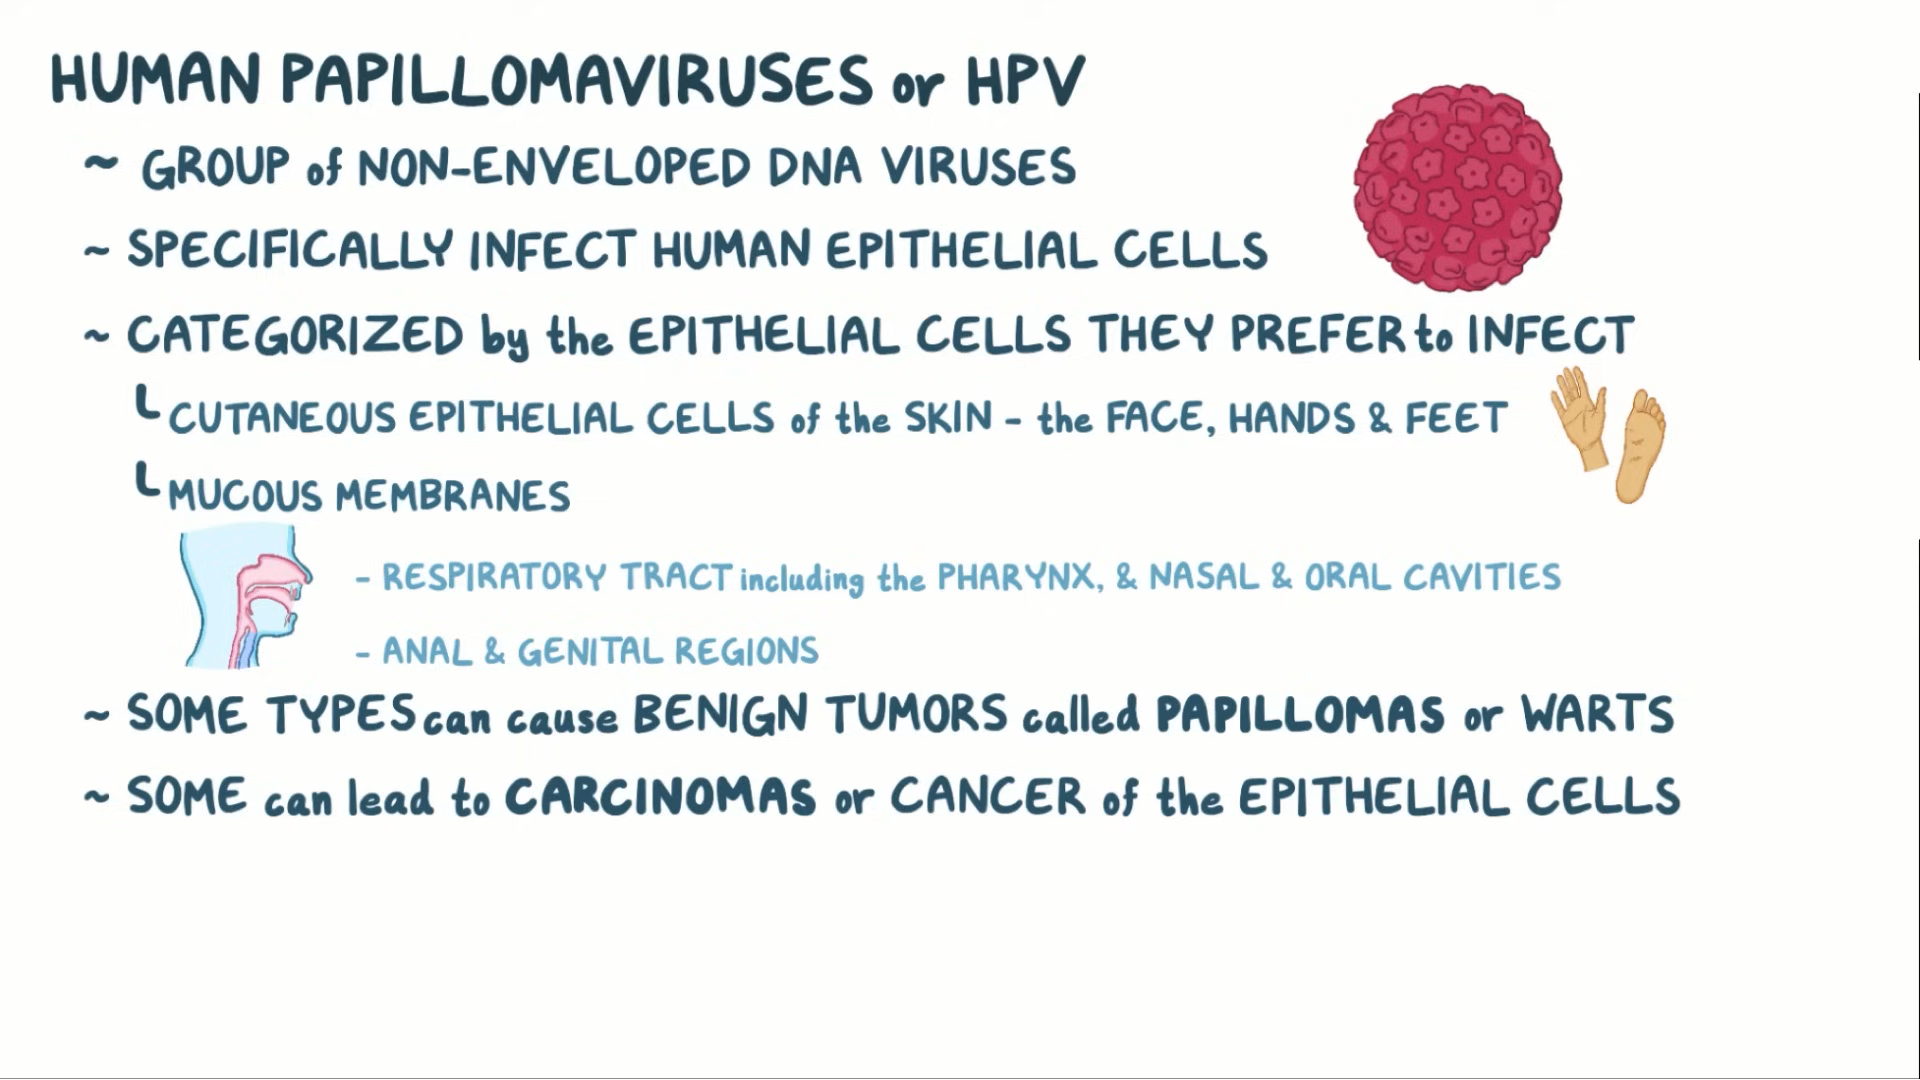 HUMAN PAPILLOMAVIRUSES or HPV
~ GROUP of NON-ENVELOPED DNA VIRUSES
~ SPECIFICALLY INFECT HUMAN EPITHELIAL CELLS
~ CATEGORIZED by the EPITHELIAL CELLS THEY PREFER to INFECT
CUTANEOUS EPITHELIAL CELLS of the SKIN - the FACE, HANDS & FEET
MUCOUS MEMBRANES
- RESPIRATORY TRACT including the PHARYNX, & NASAL & ORAL CAVITIES
- ANAL & GENITAL REGIONS
~ SOME TYPES can cause BENIGN TUMORS called PAPILLOMAS or WARTS
~ SOME can lead to CARCINOMAS or CANCER of the EPITHELIAL CELLS